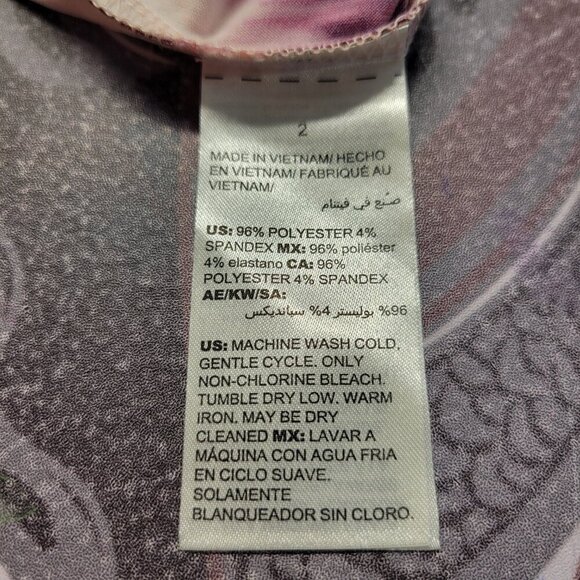 2
MADE IN VIETNAM/ HECHO
EN VIETNAM/ FABRIQUÉ AU
VIETNAM/
صنع في فيتنام
US: 96% POLYESTER 4%
SPANDEX MX: 96% poliéster
4% elastano CA: 96%
POLYESTER 4% SPANDEX
AE/KW/SA:
96% بوليستر 4% سبانديكس
US: MACHINE WASH COLD,
GENTLE CYCLE. ONLY
NON-CHLORINE BLEACH.
TUMBLE DRY LOW. WARM
IRON. MAY BE DRY
CLEANED MX: LAVAR A
MÁQUINA CON AGUA FRIA
EN CICLO SUAVE.
SOLAMENTE
BLANQUEADOR SIN CLORO.